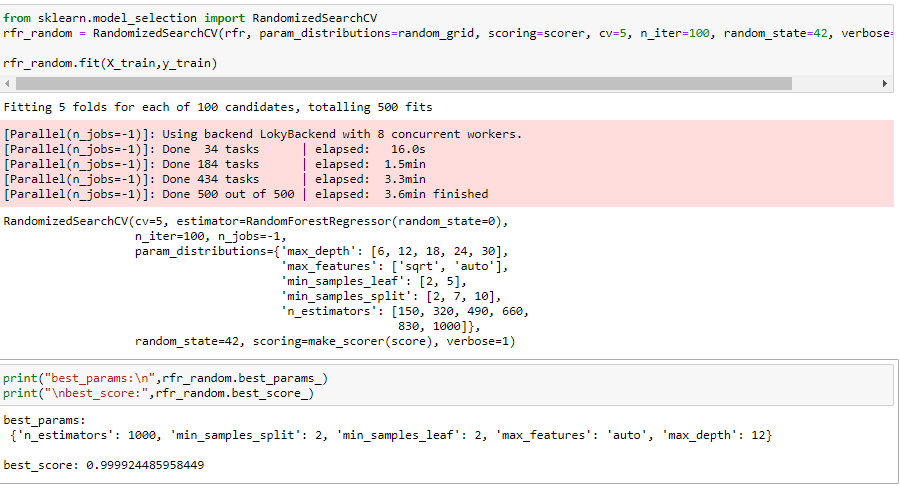 from sklearn.model_selection import RandomizedSearchCV
rfr_random = RandomizedSearchCV(rfr, param_distributions=random_grid, scoring=scorer, cv=5, n_iter=100, random_state=42, verbose=
rfr_random.fit(X_train,y_train)
Fitting 5 folds for each of 100 candidates, totalling 500 fits
[Parallel(n_jobs=-1)]: Using backend LokyBackend with 8 concurrent workers.
[Parallel(n_jobs=-1)]: Done  34 tasks      | elapsed:   16.0s
[Parallel(n_jobs=-1)]: Done 184 tasks      | elapsed:  1.5min
[Parallel(n_jobs=-1)]: Done 434 tasks      | elapsed:  3.3min
[Parallel(n_jobs=-1)]: Done 500 out of 500 | elapsed:  3.6min finished
RandomizedSearchCV(cv=5, estimator=RandomForestRegressor(random_state=0),
                   n_iter=100, n_jobs=-1,
                   param_distributions={'max_depth': [6, 12, 18, 24, 30],
                                        'max_features': ['sqrt', 'auto'],
                                        'min_samples_leaf': [2, 5],
                                        'min_samples_split': [2, 7, 10],
                                        'n_estimators': [150, 320, 490, 660,
                                                         830, 1000]},
                   random_state=42, scoring=make_scorer(score), verbose=1)
print("best_params:\n",rfr_random.best_params_)
print("\nbest_score:",rfr_random.best_score_)
best_params:
 {'n_estimators': 1000, 'min_samples_split': 2, 'min_samples_leaf': 2, 'max_features': 'auto', 'max_depth': 12}
best_score: 0.999924485958449